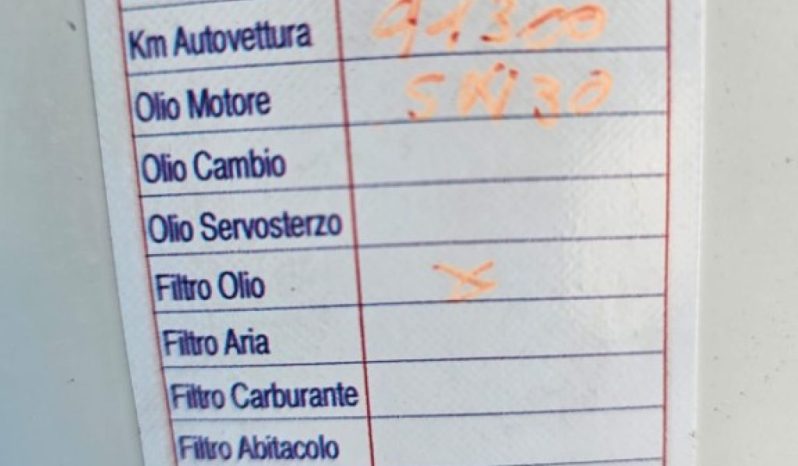 Km Autovettura 91300
Olio Motore 5W30
Olio Cambio
Olio Servosterzo
Filtro Olio X
Filtro Aria
Filtro Carburante
Filtro Abitacolo